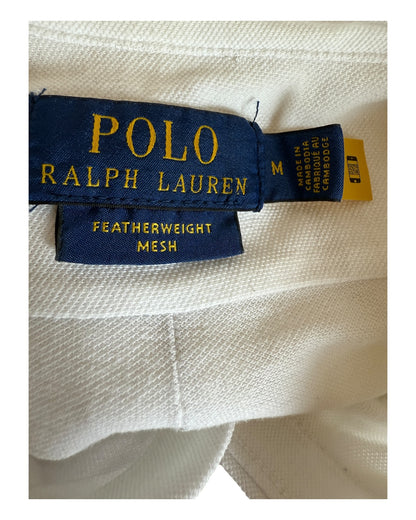 POLO
RALPH LAUREN
M
MADE IN
CAMBODIA
FABRIQUÉ AU
CAMBODGE
FEATHERWEIGHT
MESH